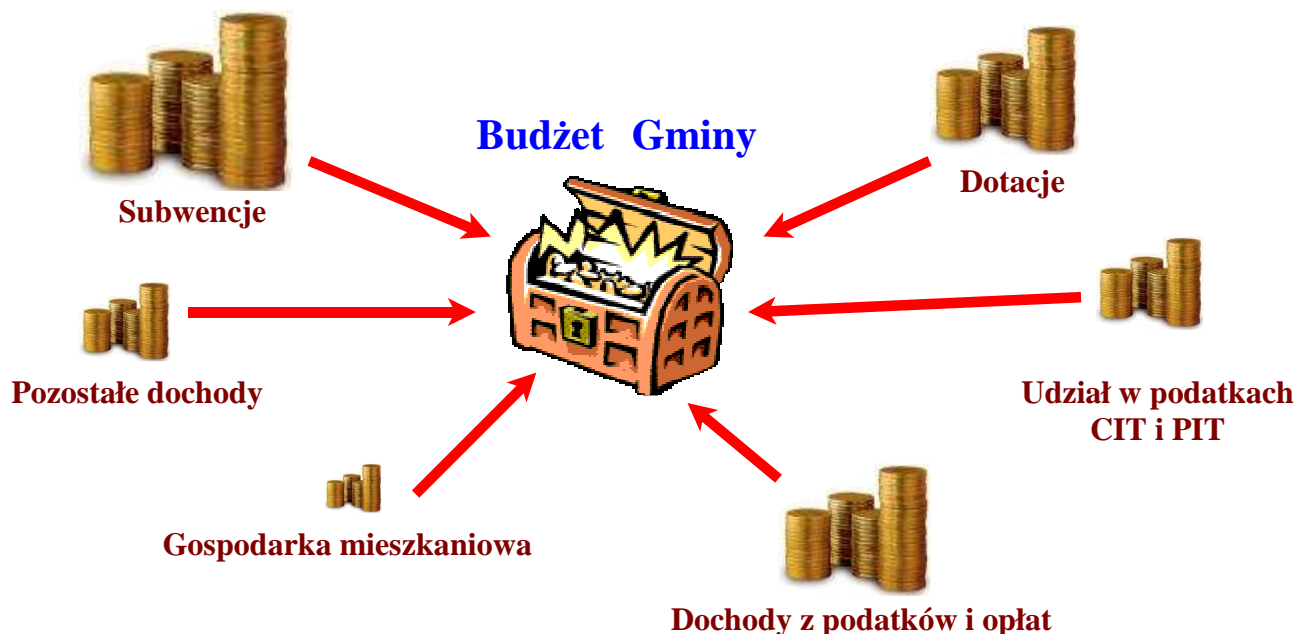 Budżet Gminy
Subwencje
Dotacje
Pozostałe dochody
Udział w podatkach
CIT i PIT
Gospodarka mieszkaniowa
Dochody z podatków i opłat